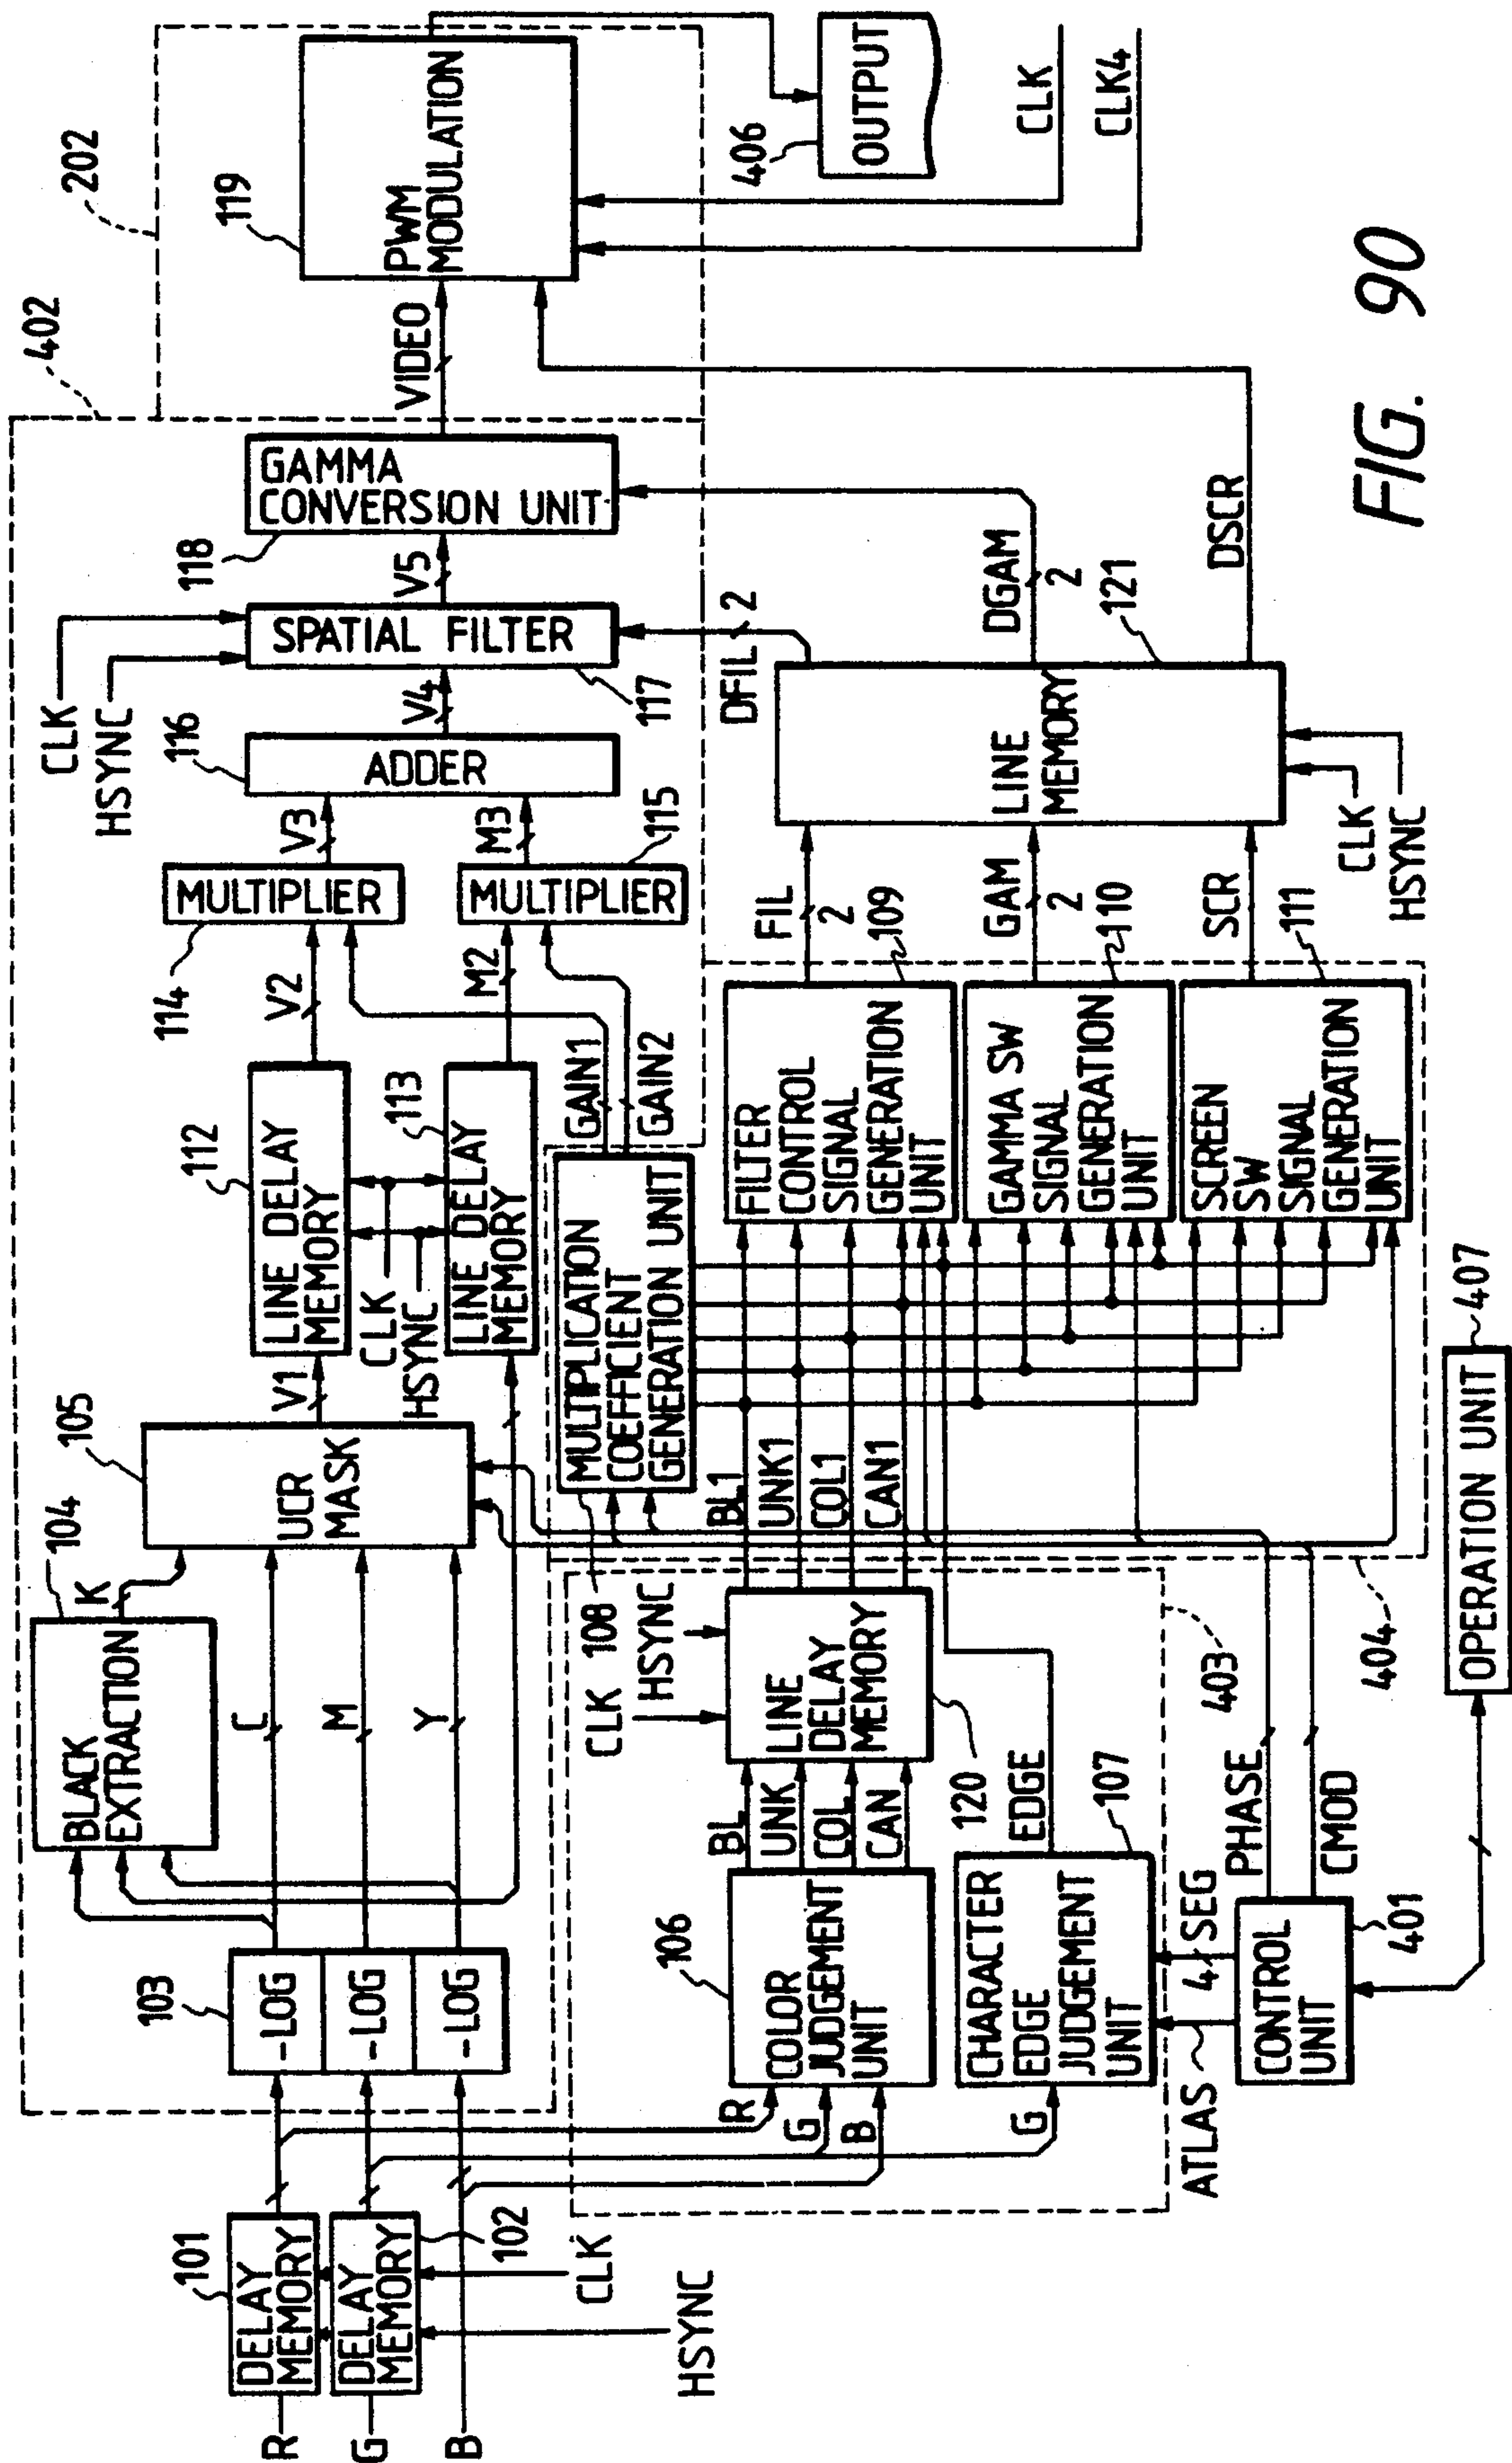 202
402
119
PWM
MODULATION
406
OUTPUT
CLK
CLK4
VIDEO
GAMMA
CONVERSION UNIT
118
V5
CLK
HSYNC
SPATIAL FILTER
117
V4
DFIL
2
116
ADDER
V3
M3
115
114
MULTIPLIER
MULTIPLIER
V2
M2
GAIN1
GAIN2
112
LINE DELAY
MEMORY
113
LINE DELAY
MEMORY
CLK
HSYNC
V1
105
UCR
MASK
104
BLACK
EXTRACTION
K
C
M
Y
103
-LOG
-LOG
-LOG
101
DELAY
MEMORY
102
DELAY
MEMORY
R
G
B
CLK
HSYNC
R
G
B
G
106
COLOR
JUDGEMENT
UNIT
BL
UNK
COL
CAN
CLK
HSYNC
LINE
DELAY
MEMORY
120
BL1
UNK1
COL1
CAN1
108
MULTIPLICATION
COEFFICIENT
GENERATION UNIT
CHARACTER
EDGE
JUDGEMENT
UNIT
107
EDGE
403
404
ATLAS
4
SEG
CONTROL
UNIT
401
PHASE
CMOD
OPERATION UNIT
407
FILTER
CONTROL
SIGNAL
GENERATION
UNIT
109
FIL
2
GAMMA SW
SIGNAL
GENERATION
UNIT
110
GAM
2
SCREEN
SW
SIGNAL
GENERATION
UNIT
111
SCR
LINE
MEMORY
121
CLK
HSYNC
DGAM
2
DSCR
FIG. 90